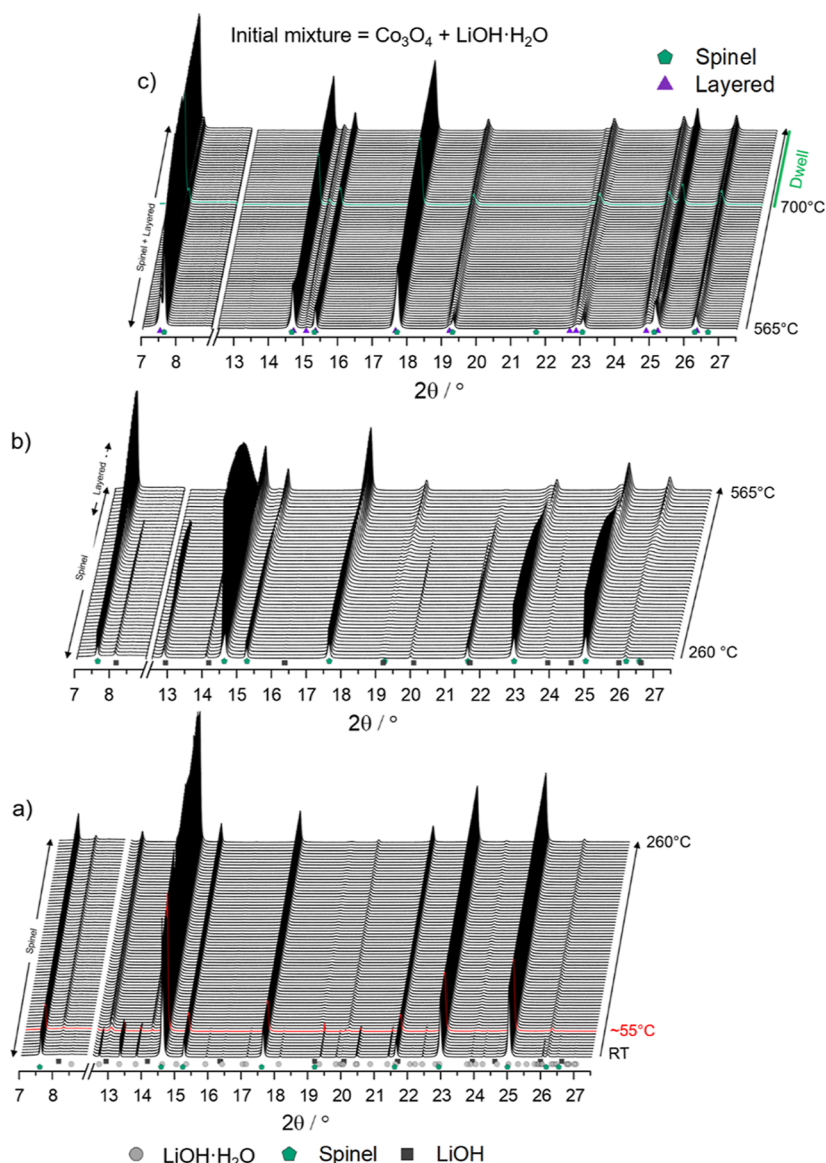 Initial mixture = Co₃O₄ + LiOH·H₂O
c)
Spinel
Layered
Dwell
700°C
565°C
Spinel + Layered
7 8 13 14 15 16 17 18 19 20 21 22 23 24 25 26 27
2θ / °
b)
Layered
Spinel
565°C
260 °C
7 8 13 14 15 16 17 18 19 20 21 22 23 24 25 26 27
2θ / °
a)
Spinel
260°C
~55°C
RT
7 8 13 14 15 16 17 18 19 20 21 22 23 24 25 26 27
2θ / °
LiOH·H₂O Spinel LiOH